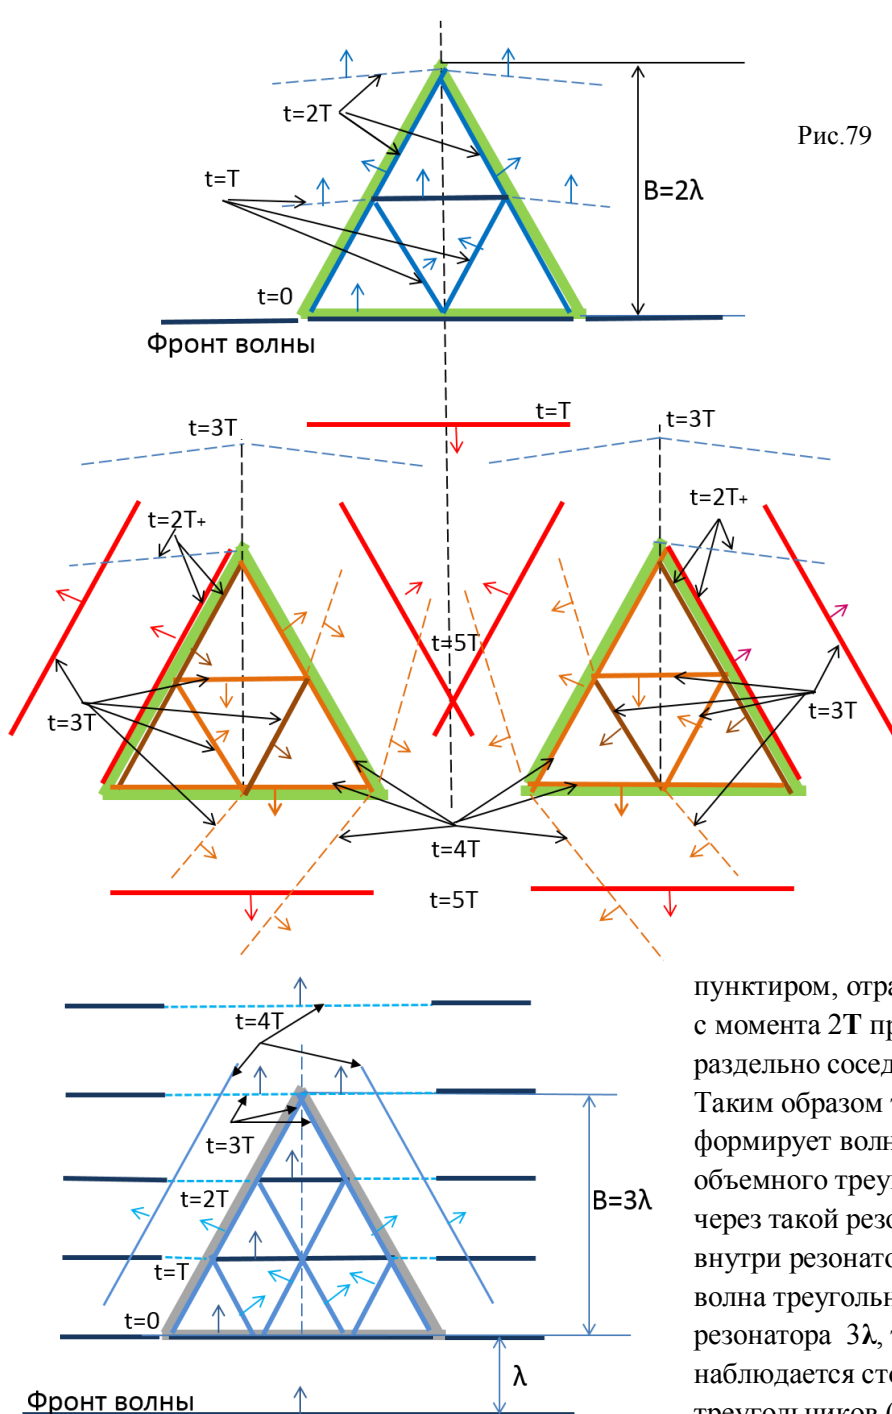 t=2T
Рис.79
t=T
B=2λ
t=0
Фронт волны
t=T
t=3T
t=3T
t=2T+
t=2T+
t=5T
t=3T
t=3T
t=4T
t=5T
пунктиром, отра
t=4T
с момента 2T пр
раздельно сосед
Таким образом т
t=3T
формирует волн
t=2T
объемного треу
B=3λ
через такой резо
внутри резонато
t=T
волна треугольн
t=0
резонатора 3λ, т
λ
наблюдается сто
Фронт волны
треугольников (